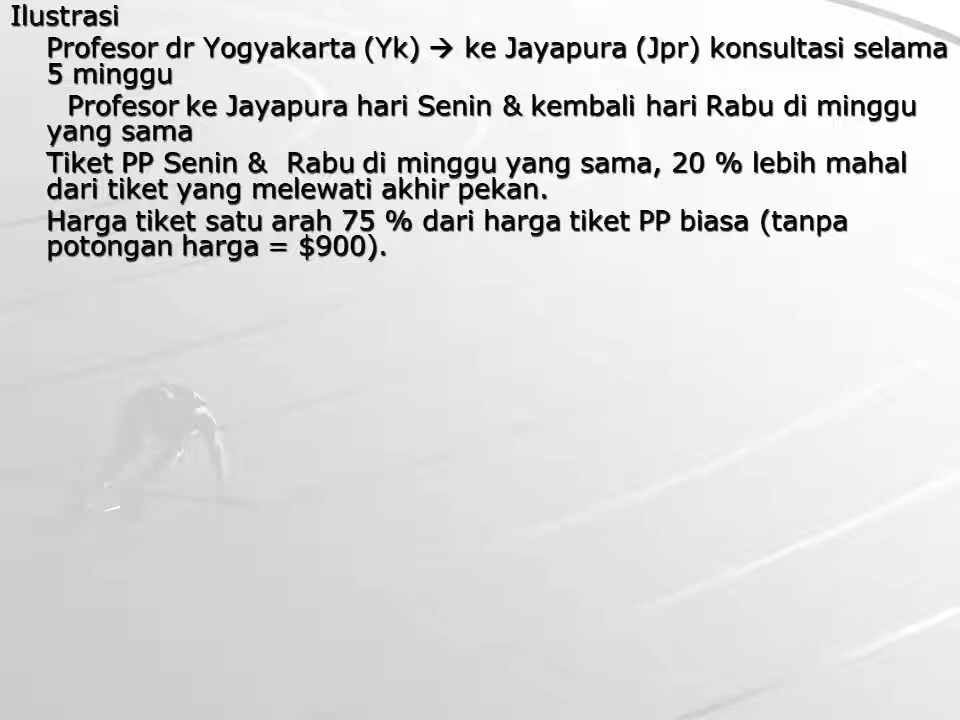 Ilustrasi
Profesor dr Yogyakarta (Yk) → ke Jayapura (Jpr) konsultasi selama
5 minggu
Profesor ke Jayapura hari Senin & kembali hari Rabu di minggu
yang sama
Tiket PP Senin & Rabu di minggu yang sama, 20 % lebih mahal
dari tiket yang melewati akhir pekan.
Harga tiket satu arah 75 % dari harga tiket PP biasa (tanpa
potongan harga = $900).